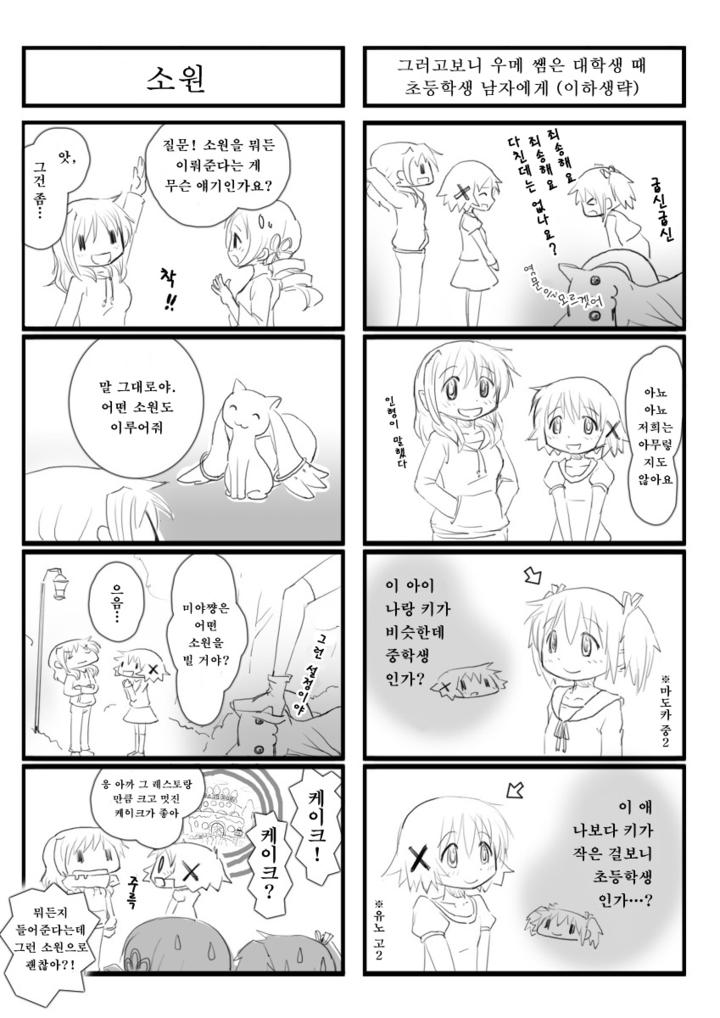 소원
앗,
그건 좀…
질문! 소원을 뭐든
이뤄준다는 게
무슨 얘기인가요?
착!!
말 그대로야.
어떤 소원도
이루어줘
으음…
미야쨩은
어떤
소원을
빌 거야?
그런 설정이야
응 아까 그 레스토랑
만큼 크고 멋진
케이크가 좋아
케이크!
케이크?
주륵
뭐든지
들어준다는데
그런 소원으로
괜찮아?!
그러고보니 우메 쌤은 대학생 때
초등학생 남자에게 (이하생략)
죄송해요
죄송해요
다친데는 없나요?
굽신굽신
영문이 모르겠어
아뇨
아뇨
저희는
아무렇
지도
않아요
인형이 말했다
이 아이
나랑 키가
비슷한데
중학생
인가?
※마도카 중2
이 애
나보다 키가
작은 걸보니
초등학생
인가…?
※유노 고2